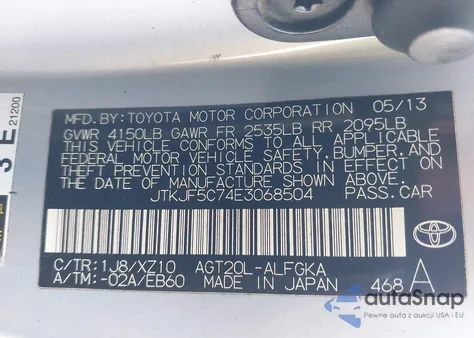 MFD.BY:TOYOTA MOTOR CORPORATION 05/13
GVWR 4150LB GAWR FR 2535LB RR 2095LB
THIS VEHICLE CONFORMS TO ALL APPLICABLE
FEDERAL MOTOR VEHICLE SAFETY,BUMPER,AND
THEFT PREVENTION STANDARDS IN EFFECT
ON THE DATE OF MANUFACTURE SHOWN ABOVE.
JTKJF5C74E3068504 PASS.CAR
C/TR:1J8/XZ10 AGT20L-ALFGKA
A/TM:-02A/EB60 MADE IN JAPAN 468 A
TOYOTA
3 E
21200
autoSnap
Pewne auta z aukcji USA i EU